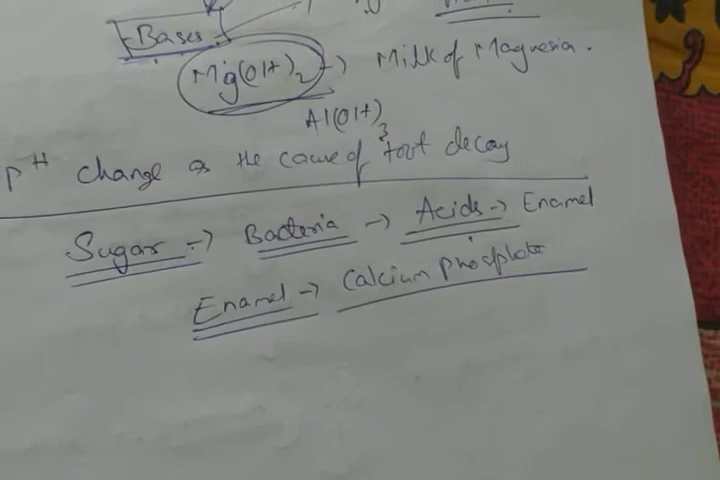 Bases
Mg(OH)2 → Milk of Magnesia.
Al(OH)3
PH change as the cause of toot decay
Sugar → Bacteria → Acids → Enamel
Enamel → Calcium phosphate